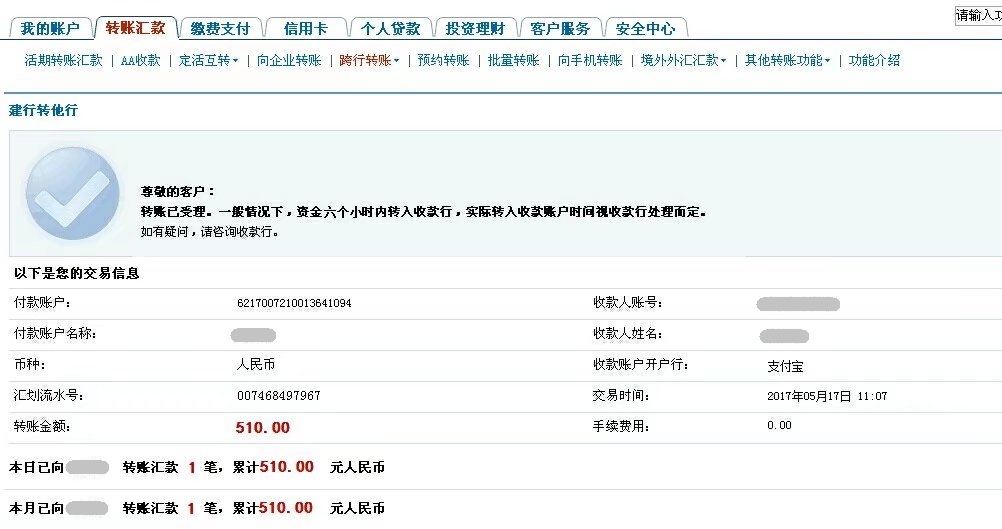 请输入
我的账户 转账汇款 缴费支付 信用卡 个人贷款 投资理财 客户服务 安全中心
活期转账汇款 | AA收款 | 定活互转 | 向企业转账 | 跨行转账 | 预约转账 | 批量转账 | 向手机转账 | 境外外汇汇款 | 其他转账功能 | 功能介绍
建行转他行
尊敬的客户：
转账已受理。一般情况下，资金六个小时内转入收款行，实际转入收款账户时间视收款行处理而定。
如有疑问，请咨询收款行。
以下是您的交易信息
付款账户： 6217007210013641094 收款人账号：
付款账户名称： 收款人姓名：
币种： 人民币 收款账户开户行： 支付宝
汇划流水号： 007468497967 交易时间： 2017年05月17日 11:07
转账金额： 510.00 手续费用： 0.00
本日已向 转账汇款 1 笔，累计510.00 元人民币
本月已向 转账汇款 1 笔，累计510.00 元人民币